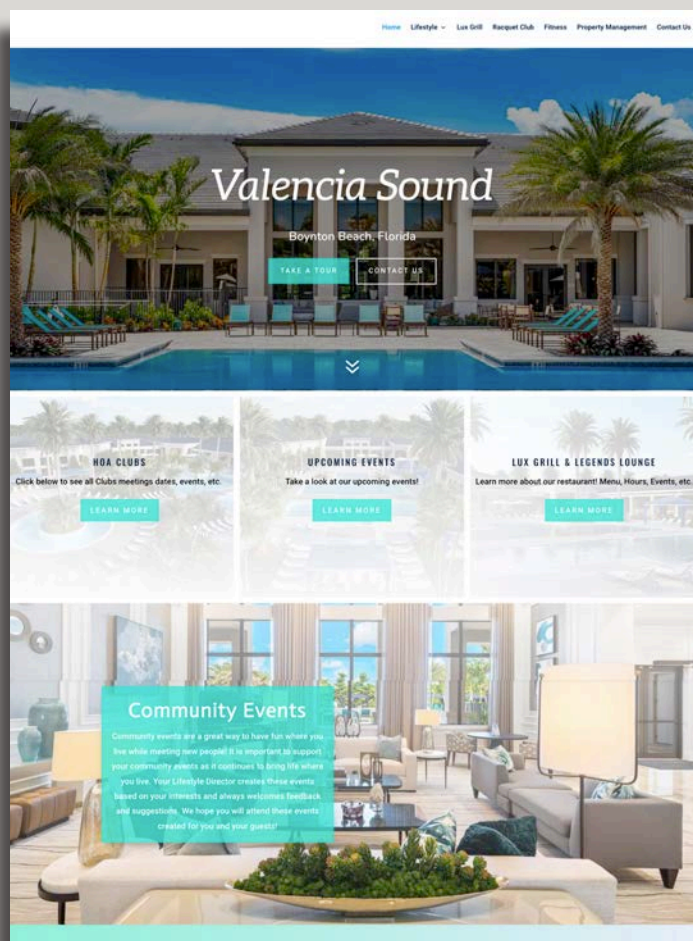 Home Lifestyle Lux Grill Racquet Club Fitness Property Management Contact Us
Valencia Sound
Boynton Beach, Florida
TAKE A TOUR CONTACT US
HOA CLUBS
Click below to see all Clubs meetings dates, events, etc.
LEARN MORE
UPCOMING EVENTS
Take a look at our upcoming events!
LEARN MORE
LUX GRILL & LEGENDS LOUNGE
Learn more about our restaurant! Menu, Hours, Events, etc.
LEARN MORE
Community Events
Community events are a great way to have fun where you
live while meeting new people! It is important to support
your community events as it continues to bring life where
you live. Your Lifestyle Director creates these events
based on your interests and always welcomes feedback
and suggestions. We hope you will attend these events
created for you and your guests!